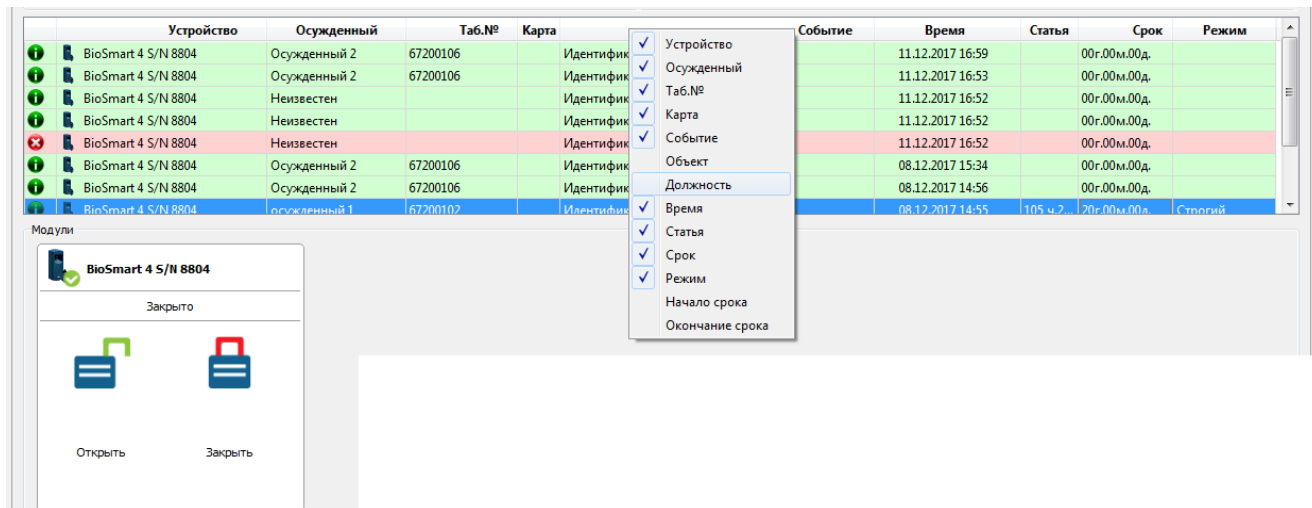 Устройство Осужденный Таб.№ Карта Событие Время Статья Срок Режим
BioSmart 4 S/N 8804 Осужденный 2 67200106 Идентифик 11.12.2017 16:59 00г.00м.00д.
BioSmart 4 S/N 8804 Осужденный 2 67200106 Идентифик 11.12.2017 16:53 00г.00м.00д.
BioSmart 4 S/N 8804 Неизвестен Идентифик 11.12.2017 16:52 00г.00м.00д.
BioSmart 4 S/N 8804 Неизвестен Идентифик 11.12.2017 16:52 00г.00м.00д.
BioSmart 4 S/N 8804 Неизвестен Идентифик 11.12.2017 16:52 00г.00м.00д.
BioSmart 4 S/N 8804 Осужденный 2 67200106 Идентифик 08.12.2017 15:34 00г.00м.00д.
BioSmart 4 S/N 8804 Осужденный 2 67200106 Идентифик 08.12.2017 14:56 00г.00м.00д.
BioSmart 4 S/N 8804 осужденный 1 67200102 Идентифик 08.12.2017 14:55 105 ч.2... 20г.00м.00д. Строгий
Устройство
Осужденный
Таб.№
Карта
Событие
Объект
Должность
Время
Статья
Срок
Режим
Начало срока
Окончание срока
Модули
BioSmart 4 S/N 8804
Закрыто
Открыть Закрыть